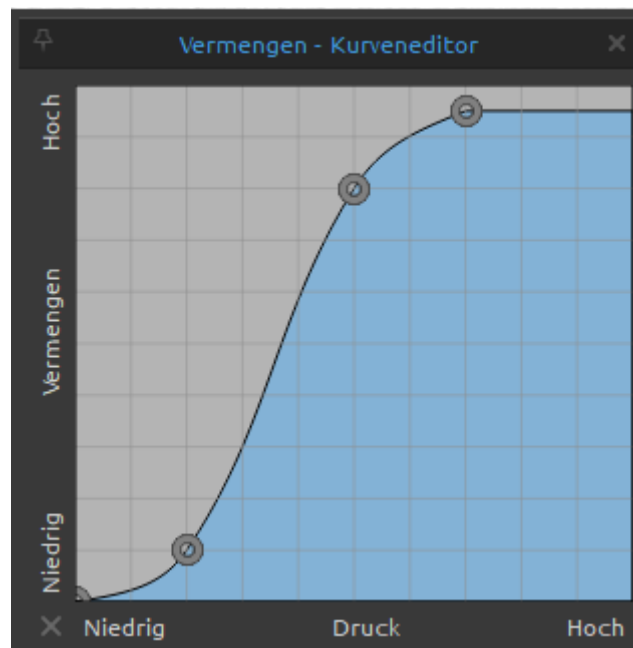 Vermengen - Kurveneditor
Hoch
Vermengen
Niedrig
Niedrig Druck Hoch